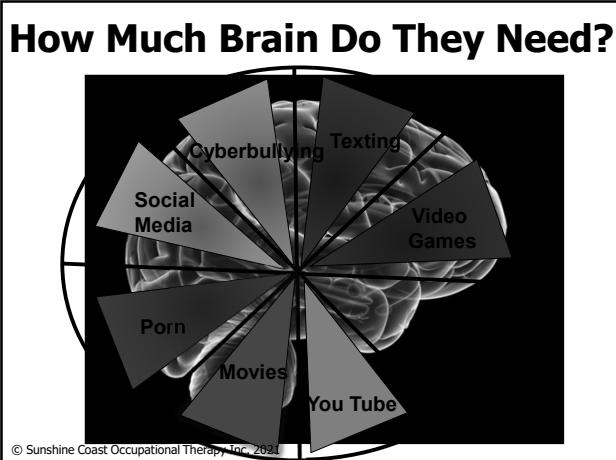 How Much Brain Do They Need?
Cyberbullying
Texting
Social
Media
Video
Games
Porn
Movies
You Tube
© Sunshine Coast Occupational Therapy Inc. 2021